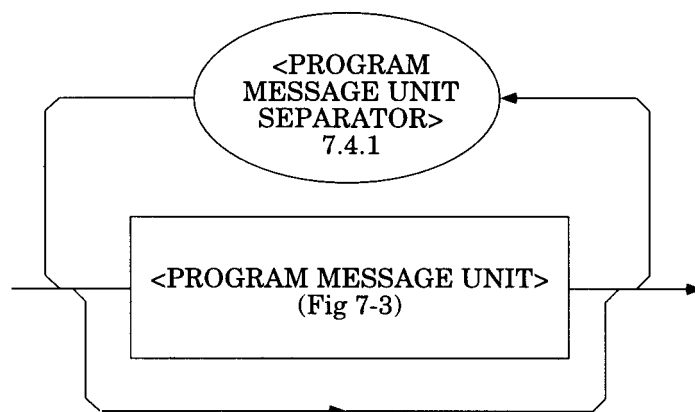 <PROGRAM
MESSAGE UNIT
SEPARATOR>
7.4.1
<PROGRAM MESSAGE UNIT>
(Fig 7-3)